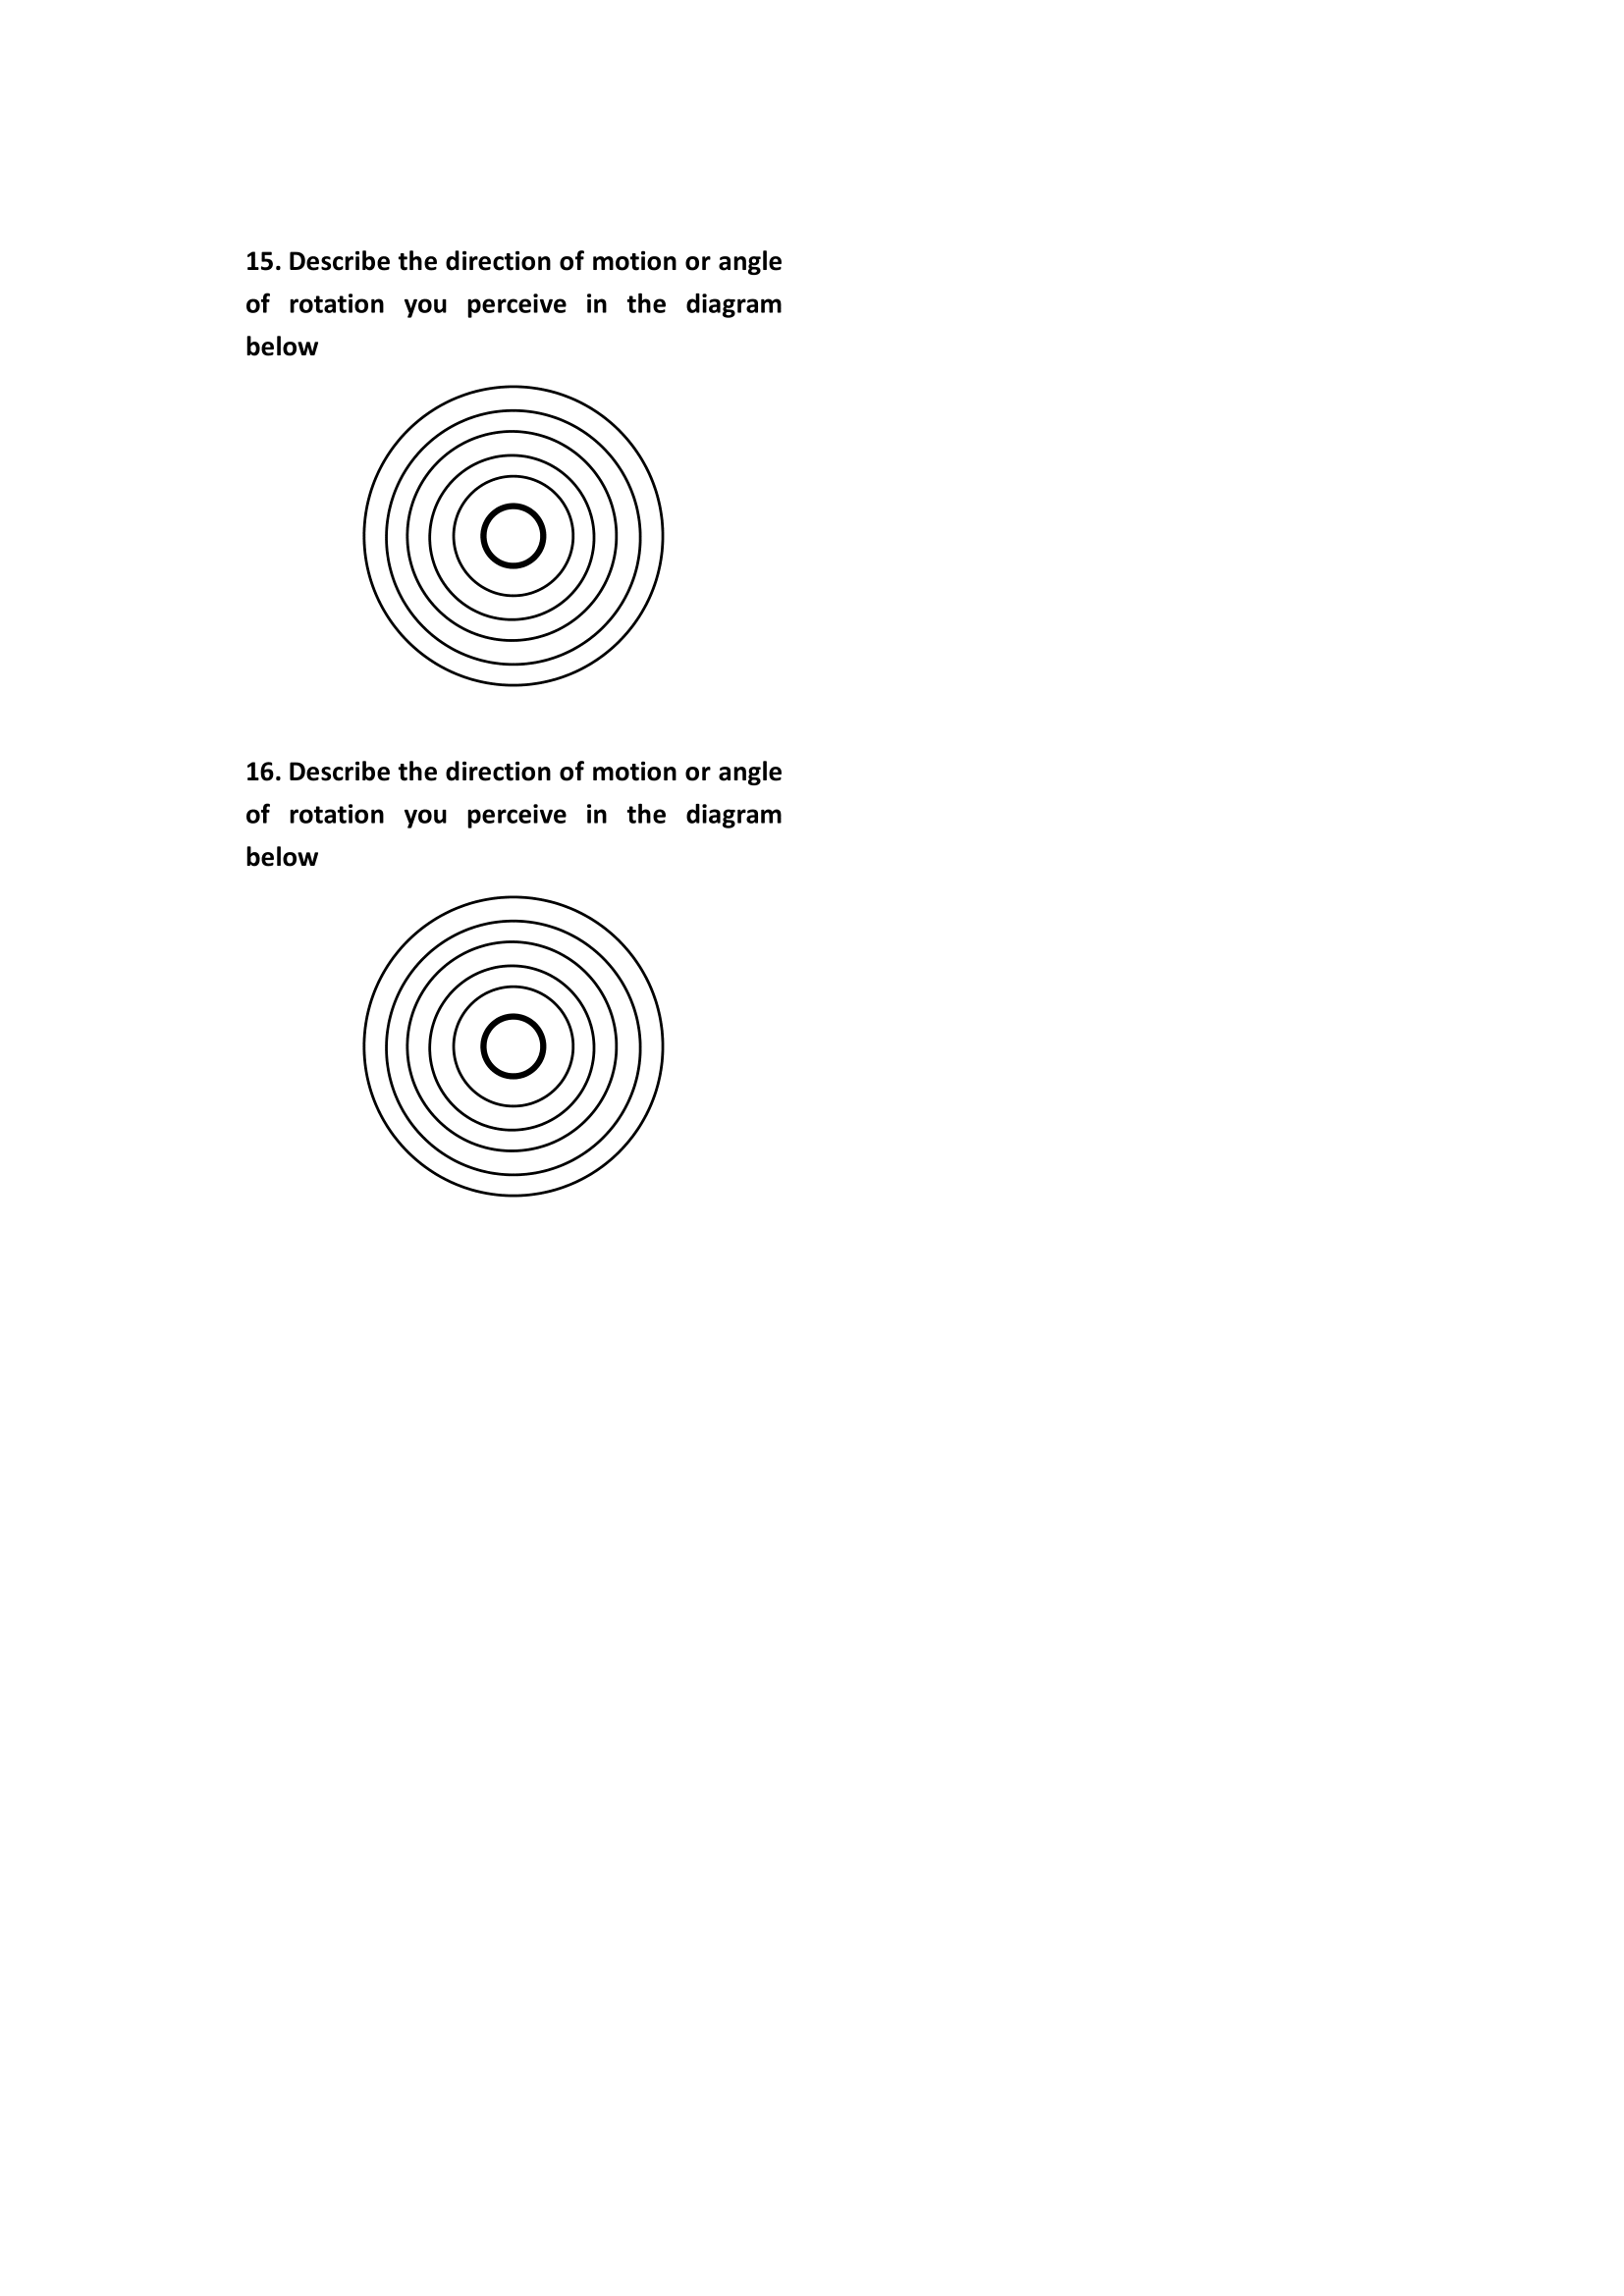 15. Describe the direction of motion or angle
of rotation you perceive in the diagram
below
16. Describe the direction of motion or angle
of rotation you perceive in the diagram
below